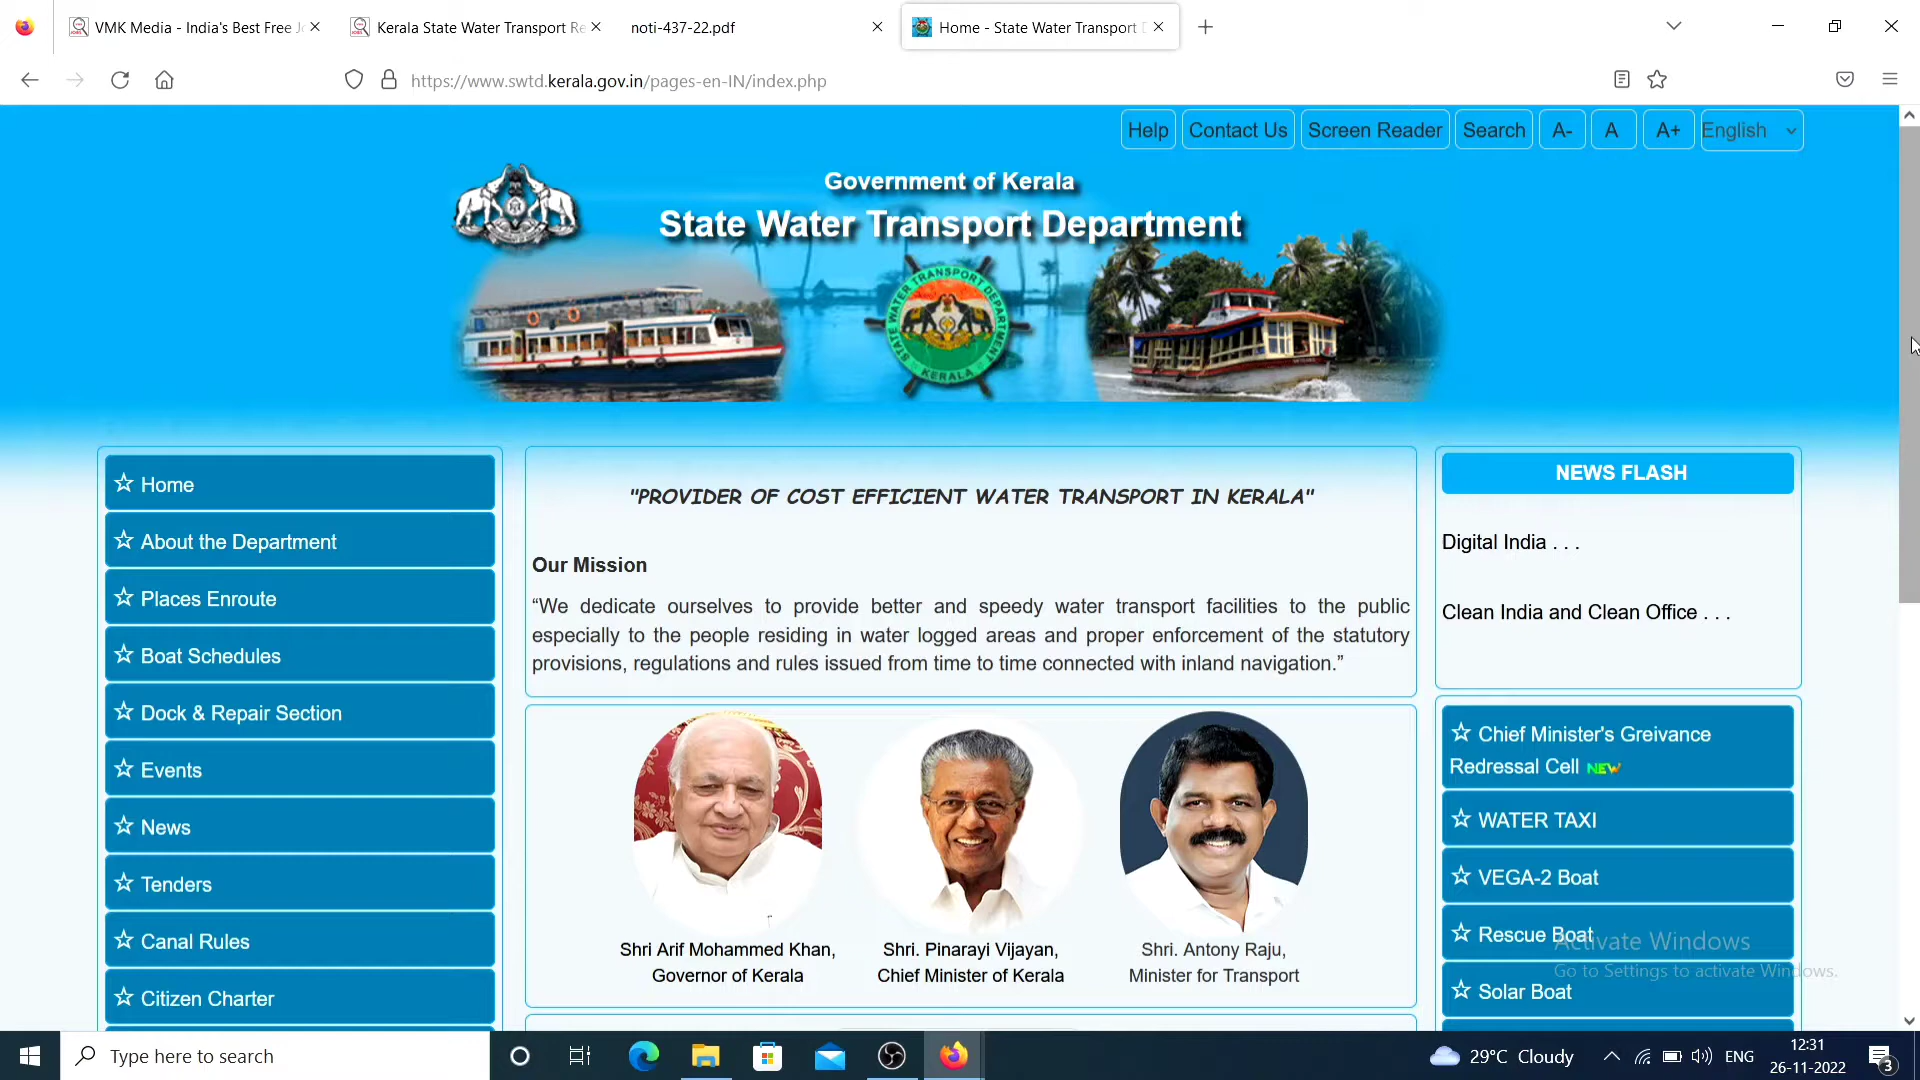 VMK Media - India's Best Free Jo
Kerala State Water Transport Re
noti-437-22.pdf
Home - State Water Transport D
https://www.swtd.kerala.gov.in/pages-en-IN/index.php
Help
Contact Us
Screen Reader
Search
A-
A
A+
English
Government of Kerala
State Water Transport Department
STATE WATER TRANSPORT DEPARTMENT
KERALA
Home
About the Department
Places Enroute
Boat Schedules
Dock & Repair Section
Events
News
Tenders
Canal Rules
Citizen Charter
"PROVIDER OF COST EFFICIENT WATER TRANSPORT IN KERALA"
Our Mission
“We dedicate ourselves to provide better and speedy water transport facilities to the public
especially to the people residing in water logged areas and proper enforcement of the statutory
provisions, regulations and rules issued from time to time connected with inland navigation.”
Shri Arif Mohammed Khan,
Governor of Kerala
Shri. Pinarayi Vijayan,
Chief Minister of Kerala
Shri. Antony Raju,
Minister for Transport
NEWS FLASH
Digital India . . .
Clean India and Clean Office . . .
Chief Minister's Greivance
Redressal Cell NEW
WATER TAXI
VEGA-2 Boat
Rescue Boat
Solar Boat
Activate Windows
Go to Settings to activate Windows.
Type here to search
29°C Cloudy
ENG
12:31
26-11-2022
3